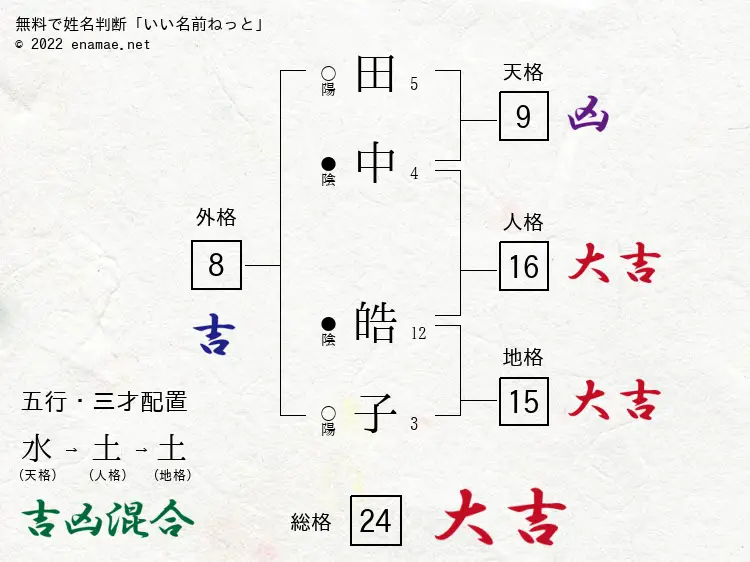 無料で姓名判断「いい名前ねっと」
© 2022 enamae.net
○陽 田 5
●陰 中 4
●陰 皓 12
○陽 子 3
天格
9 凶
人格
16 大吉
地格
15 大吉
外格
8
吉
五行・三才配置
水→土→土
(天格) (人格) (地格)
吉凶混合
総格 24 大吉